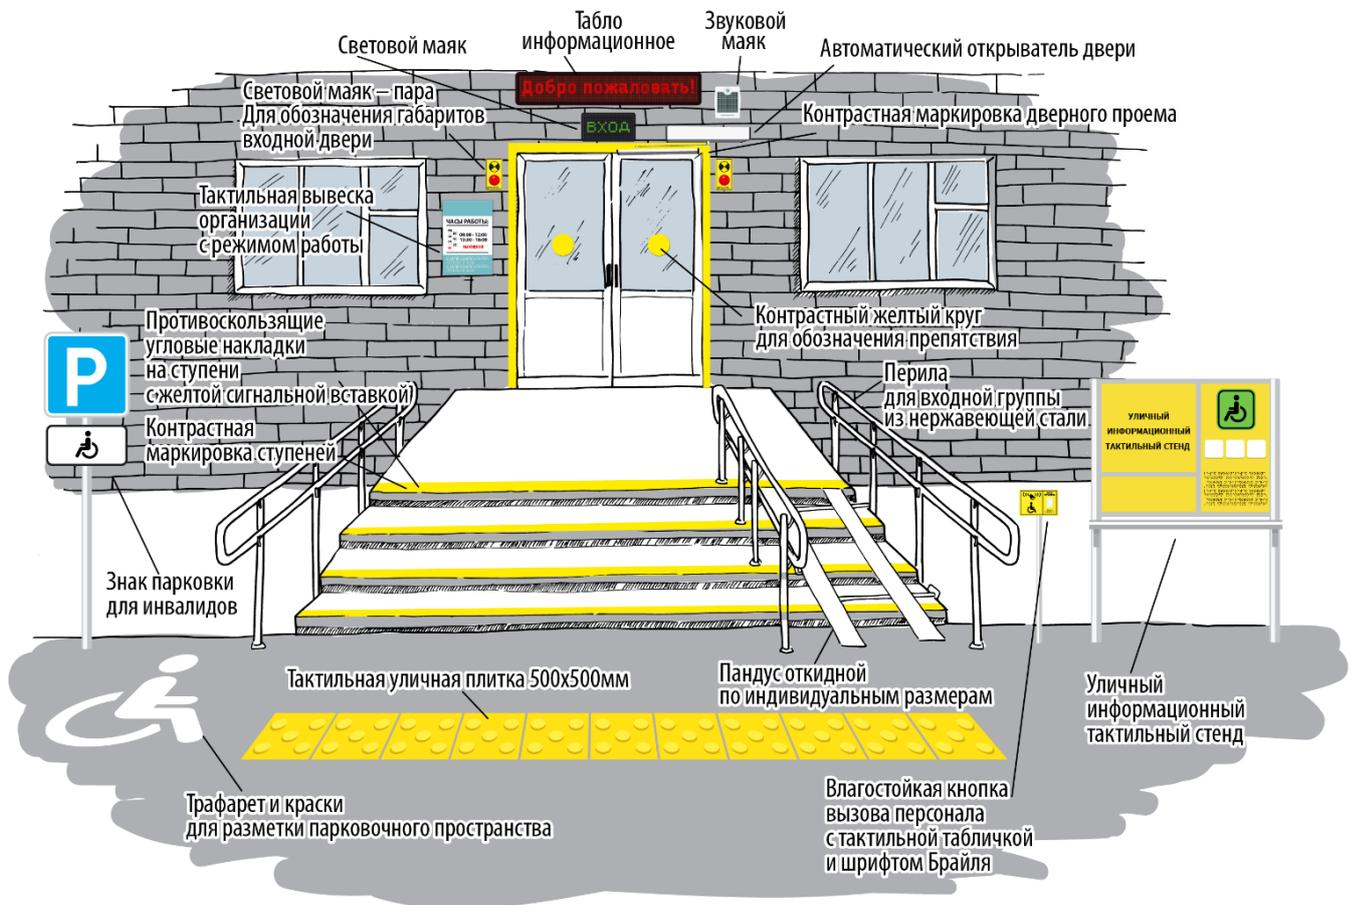 Табло
информационное
Звуковой
маяк
Световой маяк
Автоматический открыватель двери
Добро пожаловать!
Световой маяк – пара
Для обозначения габаритов
входной двери
Контрастная маркировка дверного проема
ВХОД
Тактильная вывеска
организации
с режимом работы
ЧАСЫ РАБОТЫ:
Контрастный желтый круг
для обозначения препятствия
Противоскользящие
угловые накладки
на ступени
с желтой сигнальной вставкой)
P
Перила
для входной группы
из нержавеющей стали
Контрастная
маркировка ступеней
УЛИЧНЫЙ
ИНФОРМАЦИОННЫЙ
ТАКТИЛЬНЫЙ СТЕНД
Знак парковки
для инвалидов
Тактильная уличная плитка 500х500мм
Пандус откидной
по индивидуальным размерам
Уличный
информационный
тактильный стенд
Трафарет и краски
для разметки парковочного пространства
Влагостойкая кнопка
вызова персонала
с тактильной табличкой
и шрифтом Брайля